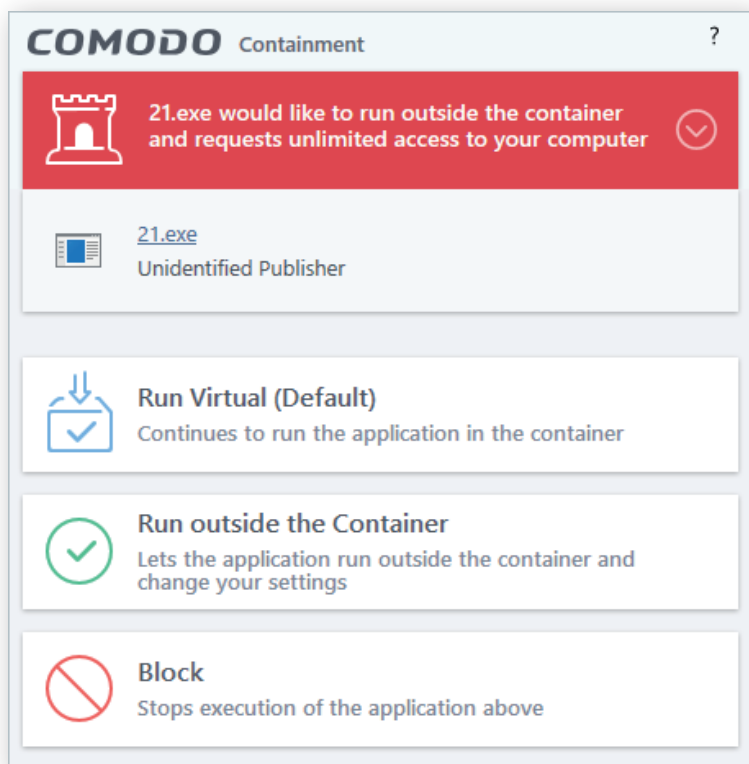 COMODO Containment ?
21.exe would like to run outside the container
and requests unlimited access to your computer
21.exe
Unidentified Publisher
Run Virtual (Default)
Continues to run the application in the container
Run outside the Container
Lets the application run outside the container and
change your settings
Block
Stops execution of the application above